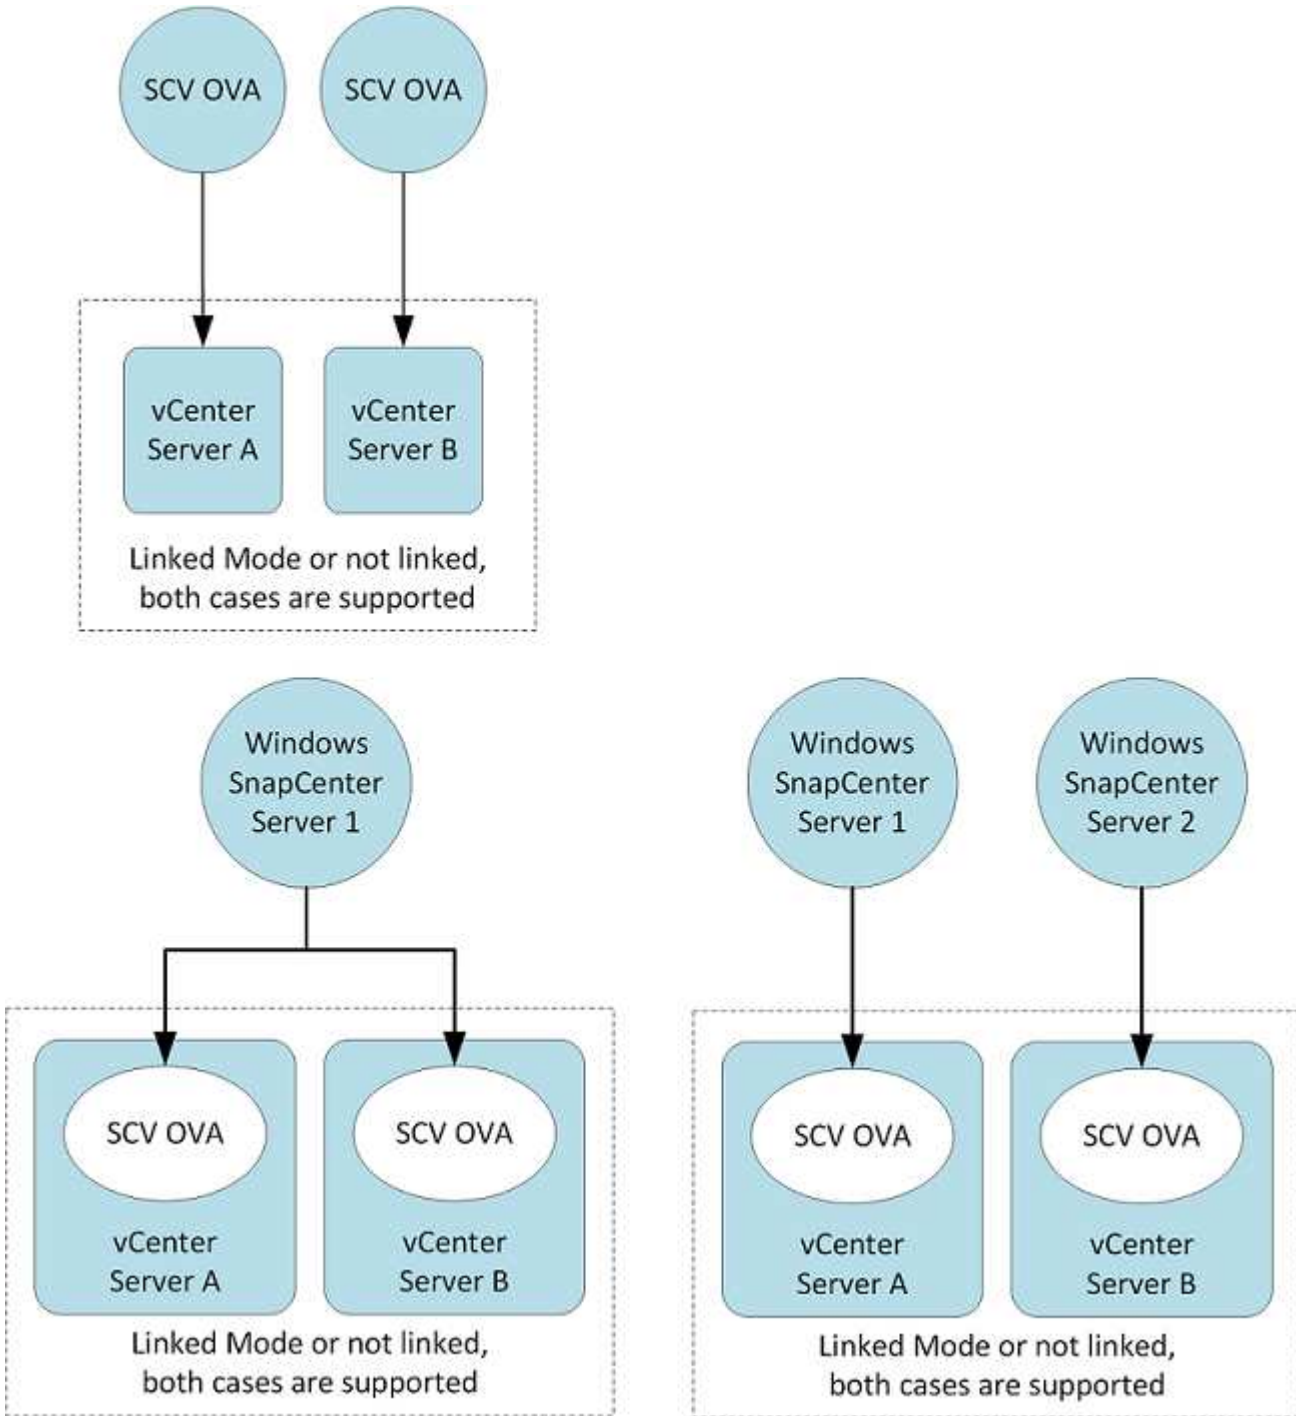 SCV OVA
SCV OVA
vCenter
Server A
vCenter
Server B
Linked Mode or not linked,
both cases are supported
Windows
SnapCenter
Server 1
SCV OVA
SCV OVA
vCenter
Server A
vCenter
Server B
Linked Mode or not linked,
both cases are supported
Windows
SnapCenter
Server 1
Windows
SnapCenter
Server 2
SCV OVA
SCV OVA
vCenter
Server A
vCenter
Server B
Linked Mode or not linked,
both cases are supported